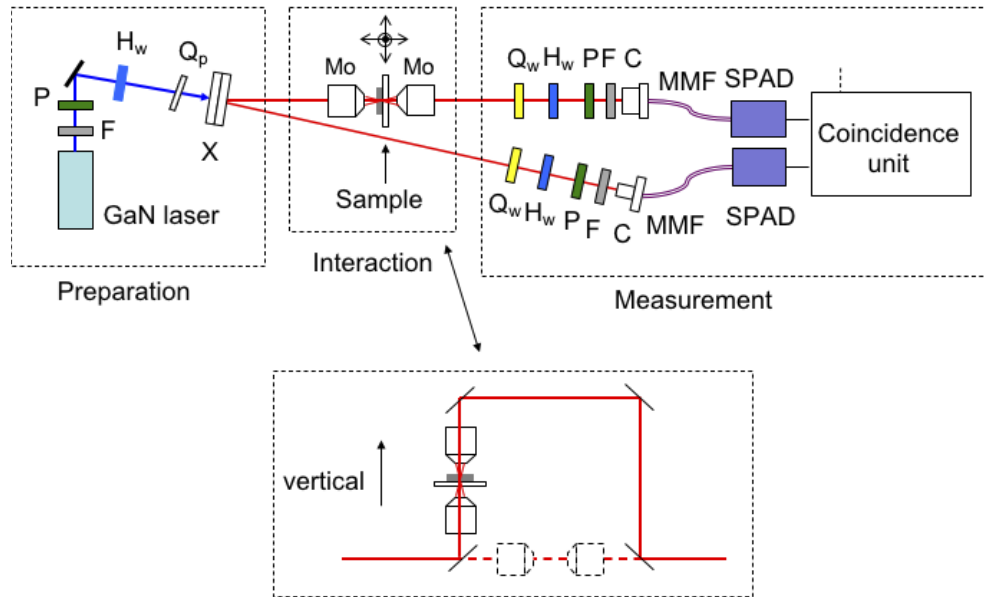 Hw
Qp
P
F
X
GaN laser
Preparation
Mo
Mo
Sample
Interaction
Qw
Hw
P
F
C
MMF
SPAD
Coincidence
unit
Qw
Hw
P
F
C
MMF
SPAD
Measurement
vertical